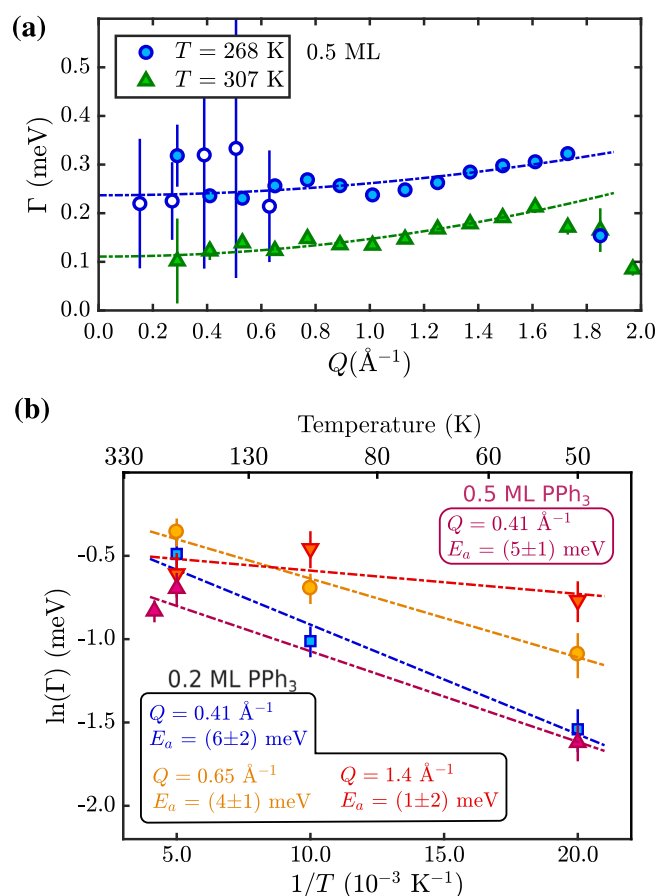 (a)
T = 268 K
T = 307 K
0.5 ML
Γ (meV)
0.5
0.4
0.3
0.2
0.1
0.0
0.0 0.2 0.4 0.6 0.8 1.0 1.2 1.4 1.6 1.8 2.0
Q(Å⁻¹)
(b)
Temperature (K)
330 130 80 60 50
0.5 ML PPh₃
Q = 0.41 Å⁻¹
Eₐ = (5±1) meV
ln(Γ) (meV)
-0.5
-1.0
-1.5
-2.0
0.2 ML PPh₃
Q = 0.41 Å⁻¹
Eₐ = (6±2) meV
Q = 0.65 Å⁻¹ Q = 1.4 Å⁻¹
Eₐ = (4±1) meV Eₐ = (1±2) meV
5.0 10.0 15.0 20.0
1/T (10⁻³ K⁻¹)